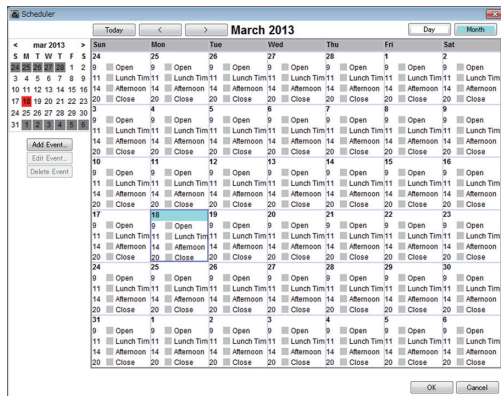 Scheduler
Today < > March 2013 Day Month
< mar 2013 > Sun Mon Tue Wed Thu Fri Sat
S M T W T F S
24 25 26 27 28 1 2
3 4 5 6 7 8 9
10 11 12 13 14 15 16
17 18 19 20 21 22 23
24 25 26 27 28 29 30
31 1 2 3 4 5 6
Add Event...
Edit Event...
Delete Event
24 25 26 27 28 1 2
9 Open 9 Open 9 Open 9 Open 9 Open 9 Open 9 Open
11 Lunch Tim 11 Lunch Tim 11 Lunch Tim 11 Lunch Tim 11 Lunch Tim 11 Lunch Tim 11 Lunch Tim
14 Afternoon 14 Afternoon 14 Afternoon 14 Afternoon 14 Afternoon 14 Afternoon 14 Afternoon
20 Close 20 Close 20 Close 20 Close 20 Close 20 Close 20 Close
3 4 5 6 7 8 9
9 Open 9 Open 9 Open 9 Open 9 Open 9 Open 9 Open
11 Lunch Tim 11 Lunch Tim 11 Lunch Tim 11 Lunch Tim 11 Lunch Tim 11 Lunch Tim 11 Lunch Tim
14 Afternoon 14 Afternoon 14 Afternoon 14 Afternoon 14 Afternoon 14 Afternoon 14 Afternoon
20 Close 20 Close 20 Close 20 Close 20 Close 20 Close 20 Close
10 11 12 13 14 15 16
9 Open 9 Open 9 Open 9 Open 9 Open 9 Open 9 Open
11 Lunch Tim 11 Lunch Tim 11 Lunch Tim 11 Lunch Tim 11 Lunch Tim 11 Lunch Tim 11 Lunch Tim
14 Afternoon 14 Afternoon 14 Afternoon 14 Afternoon 14 Afternoon 14 Afternoon 14 Afternoon
20 Close 20 Close 20 Close 20 Close 20 Close 20 Close 20 Close
17 18 19 20 21 22 23
9 Open 9 Open 9 Open 9 Open 9 Open 9 Open 9 Open
11 Lunch Tim 11 Lunch Tim 11 Lunch Tim 11 Lunch Tim 11 Lunch Tim 11 Lunch Tim 11 Lunch Tim
14 Afternoon 14 Afternoon 14 Afternoon 14 Afternoon 14 Afternoon 14 Afternoon 14 Afternoon
20 Close 20 Close 20 Close 20 Close 20 Close 20 Close 20 Close
24 25 26 27 28 29 30
9 Open 9 Open 9 Open 9 Open 9 Open 9 Open 9 Open
11 Lunch Tim 11 Lunch Tim 11 Lunch Tim 11 Lunch Tim 11 Lunch Tim 11 Lunch Tim 11 Lunch Tim
14 Afternoon 14 Afternoon 14 Afternoon 14 Afternoon 14 Afternoon 14 Afternoon 14 Afternoon
20 Close 20 Close 20 Close 20 Close 20 Close 20 Close 20 Close
31 1 2 3 4 5 6
9 Open 9 Open 9 Open 9 Open 9 Open 9 Open 9 Open
11 Lunch Tim 11 Lunch Tim 11 Lunch Tim 11 Lunch Tim 11 Lunch Tim 11 Lunch Tim 11 Lunch Tim
14 Afternoon 14 Afternoon 14 Afternoon 14 Afternoon 14 Afternoon 14 Afternoon 14 Afternoon
20 Close 20 Close 20 Close 20 Close 20 Close 20 Close 20 Close
OK Cancel